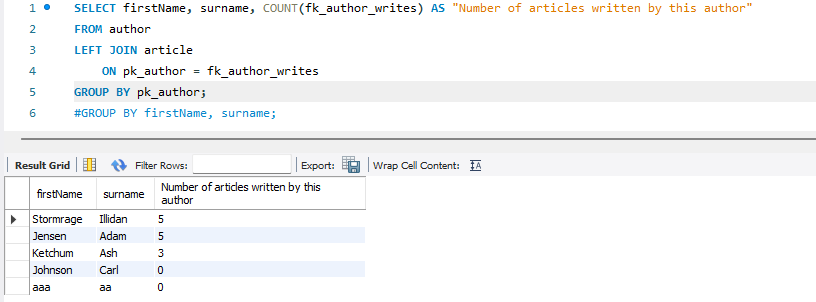 1 SELECT firstName, surname, COUNT(fk_author_writes) AS "Number of articles written by this author"
2 FROM author
3 LEFT JOIN article
4 ON pk_author = fk_author_writes
5 GROUP BY pk_author;
6 #GROUP BY firstName, surname;
Result Grid Filter Rows: Export: Wrap Cell Content:
firstName surname Number of articles written by this
author
Stormrage Illidan 5
Jensen Adam 5
Ketchum Ash 3
Johnson Carl 0
aaa aa 0